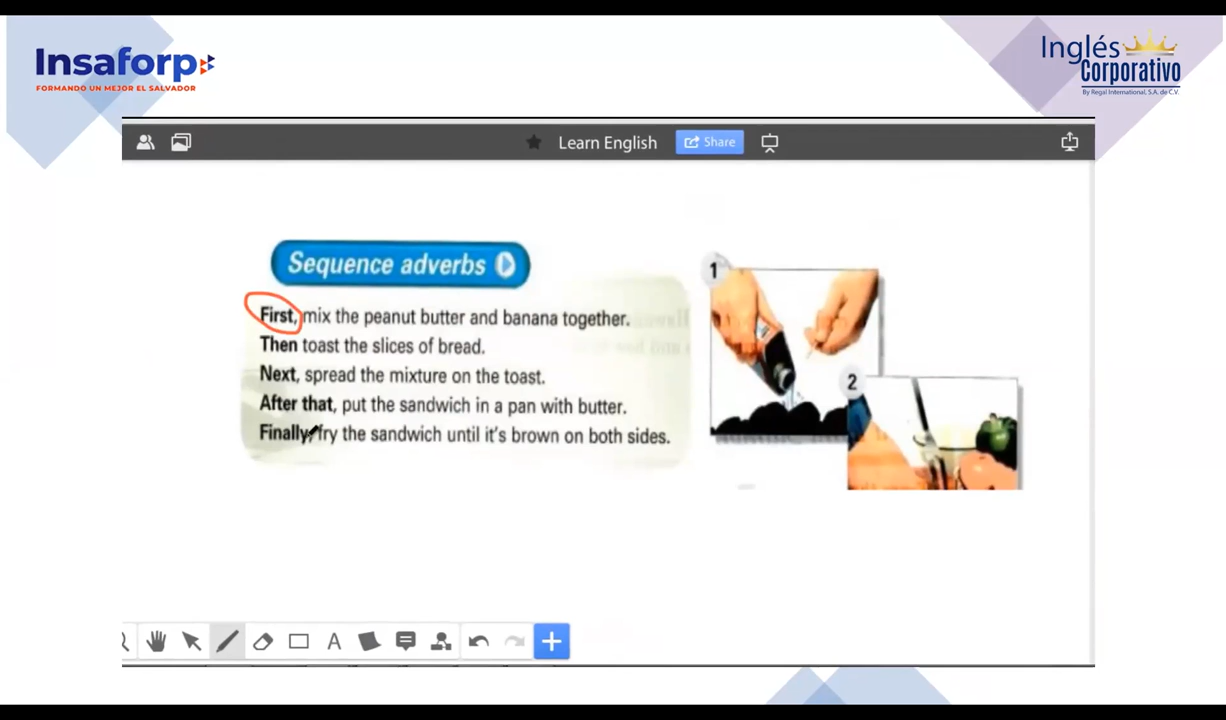 Insaforp
FORMANDO UN MEJOR EL SALVADOR
Inglés
Corporativo
By Regal International, S.A. de C.V.
Learn English
Share
Sequence adverbs
First, mix the peanut butter and banana together.
Then toast the slices of bread.
Next, spread the mixture on the toast.
After that, put the sandwich in a pan with butter.
Finally, fry the sandwich until it's brown on both sides.
1
2
A